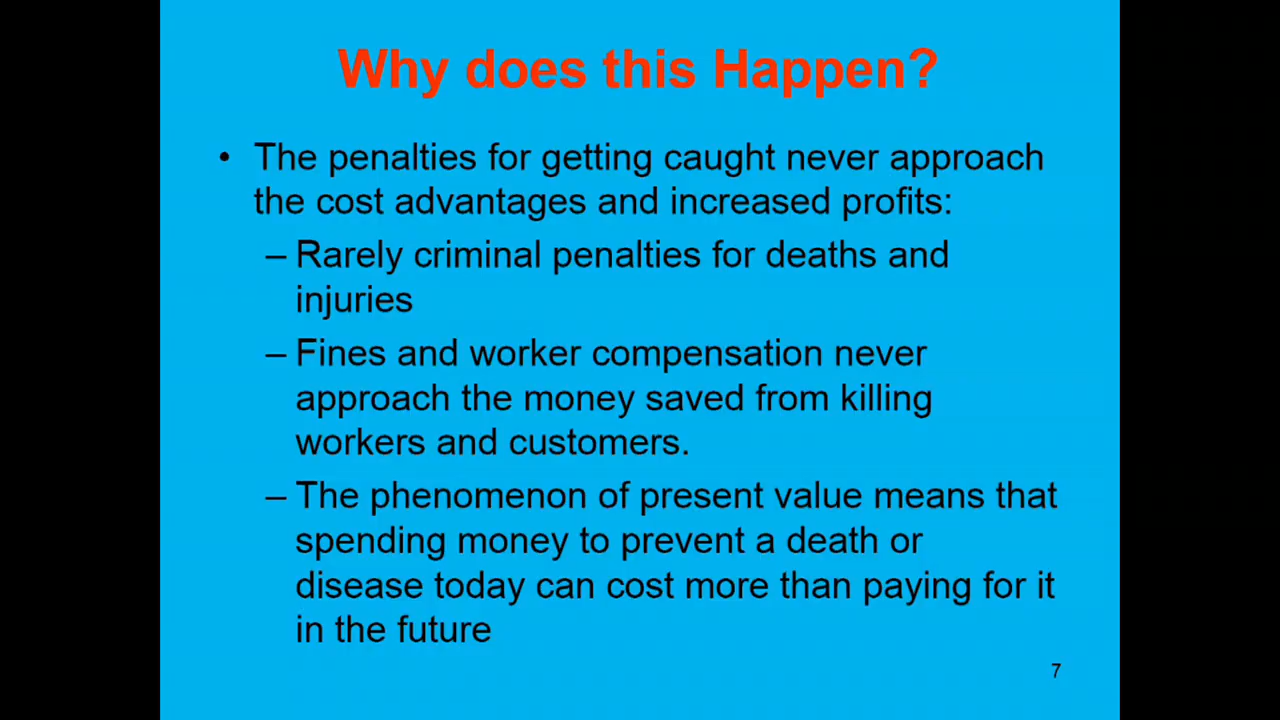 Why does this Happen?
• The penalties for getting caught never approach
the cost advantages and increased profits:
– Rarely criminal penalties for deaths and
injuries
– Fines and worker compensation never
approach the money saved from killing
workers and customers.
– The phenomenon of present value means that
spending money to prevent a death or
disease today can cost more than paying for it
in the future
7